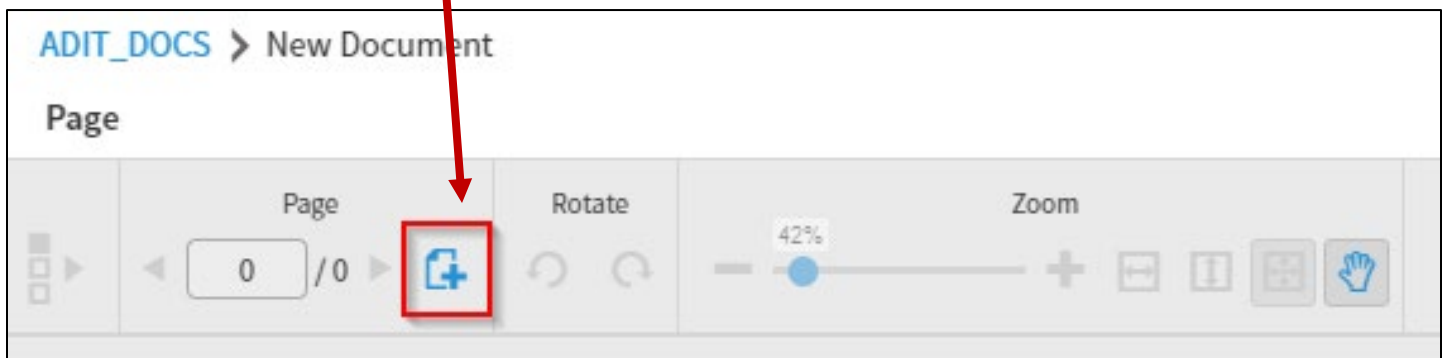 ADIT_DOCS > New Document
Page
Page Rotate Zoom
42%
0 / 0